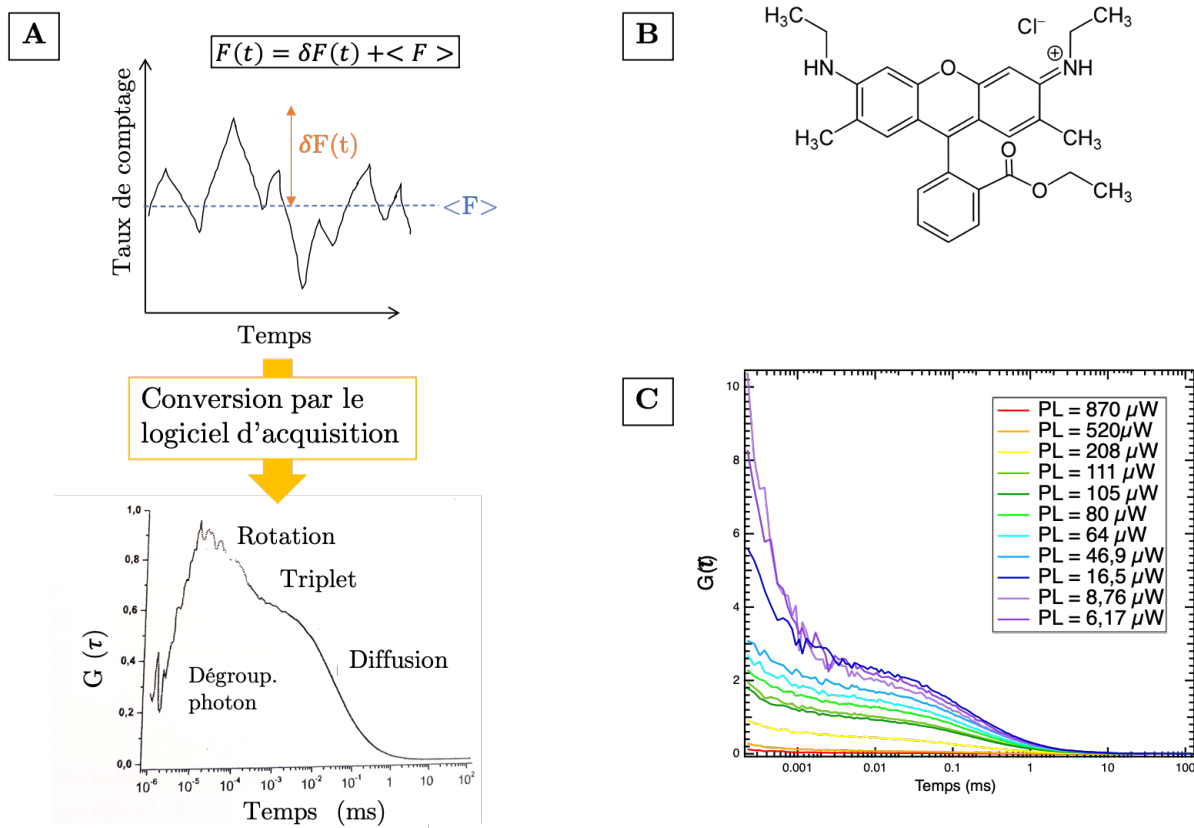 A
F(t) = δF(t) +< F >
Taux de comptage
δF(t)
<F>
Temps
Conversion par le
logiciel d'acquisition
G (τ)
1,0
0,8
0,6
0,4
0,2
0,0
Rotation
Triplet
Diffusion
Dégroup.
photon
10⁻⁶
10⁻⁵
10⁻⁴
10⁻³
10⁻²
10⁻¹
10⁰
10
10²
Temps (ms)
B
H₃C
Cl⁻
CH₃
HN
O
⊕
NH
H₃C
CH₃
O
O
CH₃
C
G(τ)
10
8
6
4
2
0
PL = 870 µW
PL = 520µW
PL = 208 µW
PL = 111 µW
PL = 105 µW
PL = 80 µW
PL = 64 µW
PL = 46,9 µW
PL = 16,5 µW
PL = 8,76 µW
PL = 6,17 µW
0.001
0.01
0.1
1
10
100
Temps (ms)